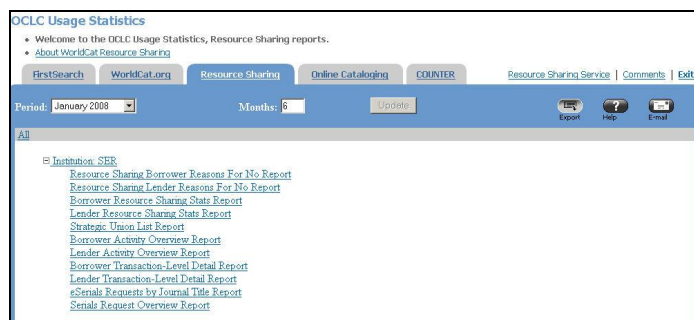 OCLC Usage Statistics
Welcome to the OCLC Usage Statistics, Resource Sharing reports.
About WorldCat Resource Sharing
FirstSearch WorldCat.org Resource Sharing Online Cataloging COUNTER Resource Sharing Service | Comments | Exit
Period: January 2008 Months: 6 Update Export Help E-mail
All
Institution: SER
Resource Sharing Borrower Reasons For No Report
Resource Sharing Lender Reasons For No Report
Borrower Resource Sharing Stats Report
Lender Resource Sharing Stats Report
Strategic Union List Report
Borrower Activity Overview Report
Lender Activity Overview Report
Borrower Transaction-Level Detail Report
Lender Transaction-Level Detail Report
eSerials Requests by Journal Title Report
Serials Request Overview Report